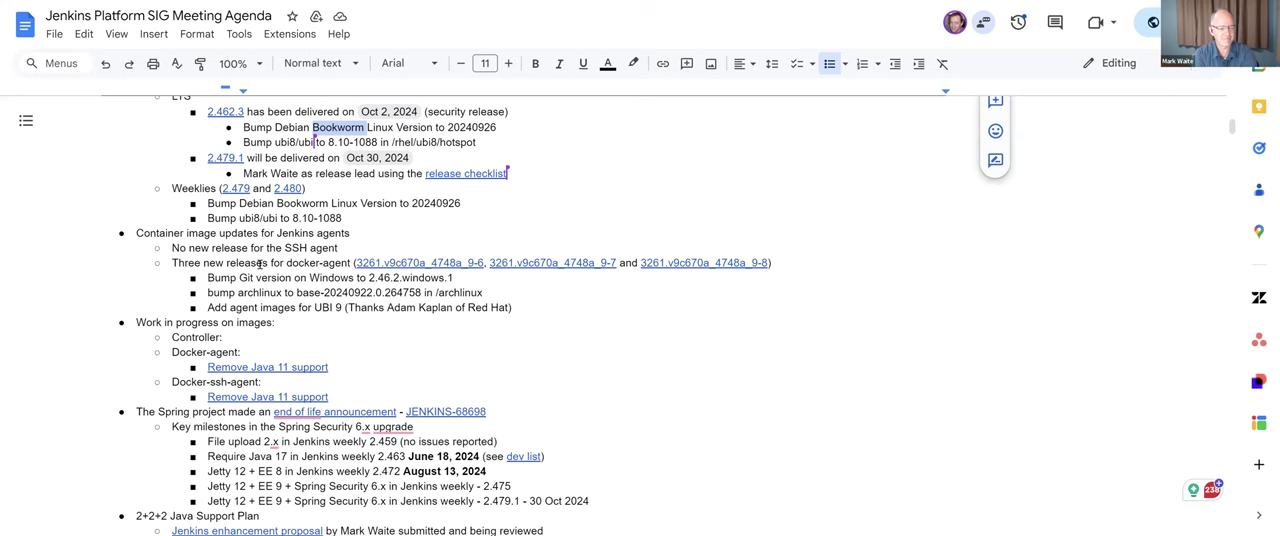 Jenkins Platform SIG Meeting Agenda
File Edit View Insert Format Tools Extensions Help
Menus 100% Normal text Arial 11 B I U A Editing
Mark Waite
LTS
2.462.3 has been delivered on Oct 2, 2024 (security release)
Bump Debian Bookworm Linux Version to 20240926
Bump ubi8/ubi to 8.10-1088 in /rhel/ubi8/hotspot
2.479.1 will be delivered on Oct 30, 2024
Mark Waite as release lead using the release checklist
Weeklies (2.479 and 2.480)
Bump Debian Bookworm Linux Version to 20240926
Bump ubi8/ubi to 8.10-1088
Container image updates for Jenkins agents
No new release for the SSH agent
Three new releases for docker-agent (3261.v9c670a_4748a_9-6, 3261.v9c670a_4748a_9-7 and 3261.v9c670a_4748a_9-8)
Bump Git version on Windows to 2.46.2.windows.1
bump archlinux to base-20240922.0.264758 in /archlinux
Add agent images for UBI 9 (Thanks Adam Kaplan of Red Hat)
Work in progress on images:
Controller:
Docker-agent:
Remove Java 11 support
Docker-ssh-agent:
Remove Java 11 support
The Spring project made an end of life announcement - JENKINS-68698
Key milestones in the Spring Security 6.x upgrade
File upload 2.x in Jenkins weekly 2.459 (no issues reported)
Require Java 17 in Jenkins weekly 2.463 June 18, 2024 (see dev list)
Jetty 12 + EE 8 in Jenkins weekly 2.472 August 13, 2024
Jetty 12 + EE 9 + Spring Security 6.x in Jenkins weekly - 2.475
Jetty 12 + EE 9 + Spring Security 6.x in Jenkins weekly - 2.479.1 - 30 Oct 2024
238
2+2+2 Java Support Plan
Jenkins enhancement proposal by Mark Waite submitted and being reviewed